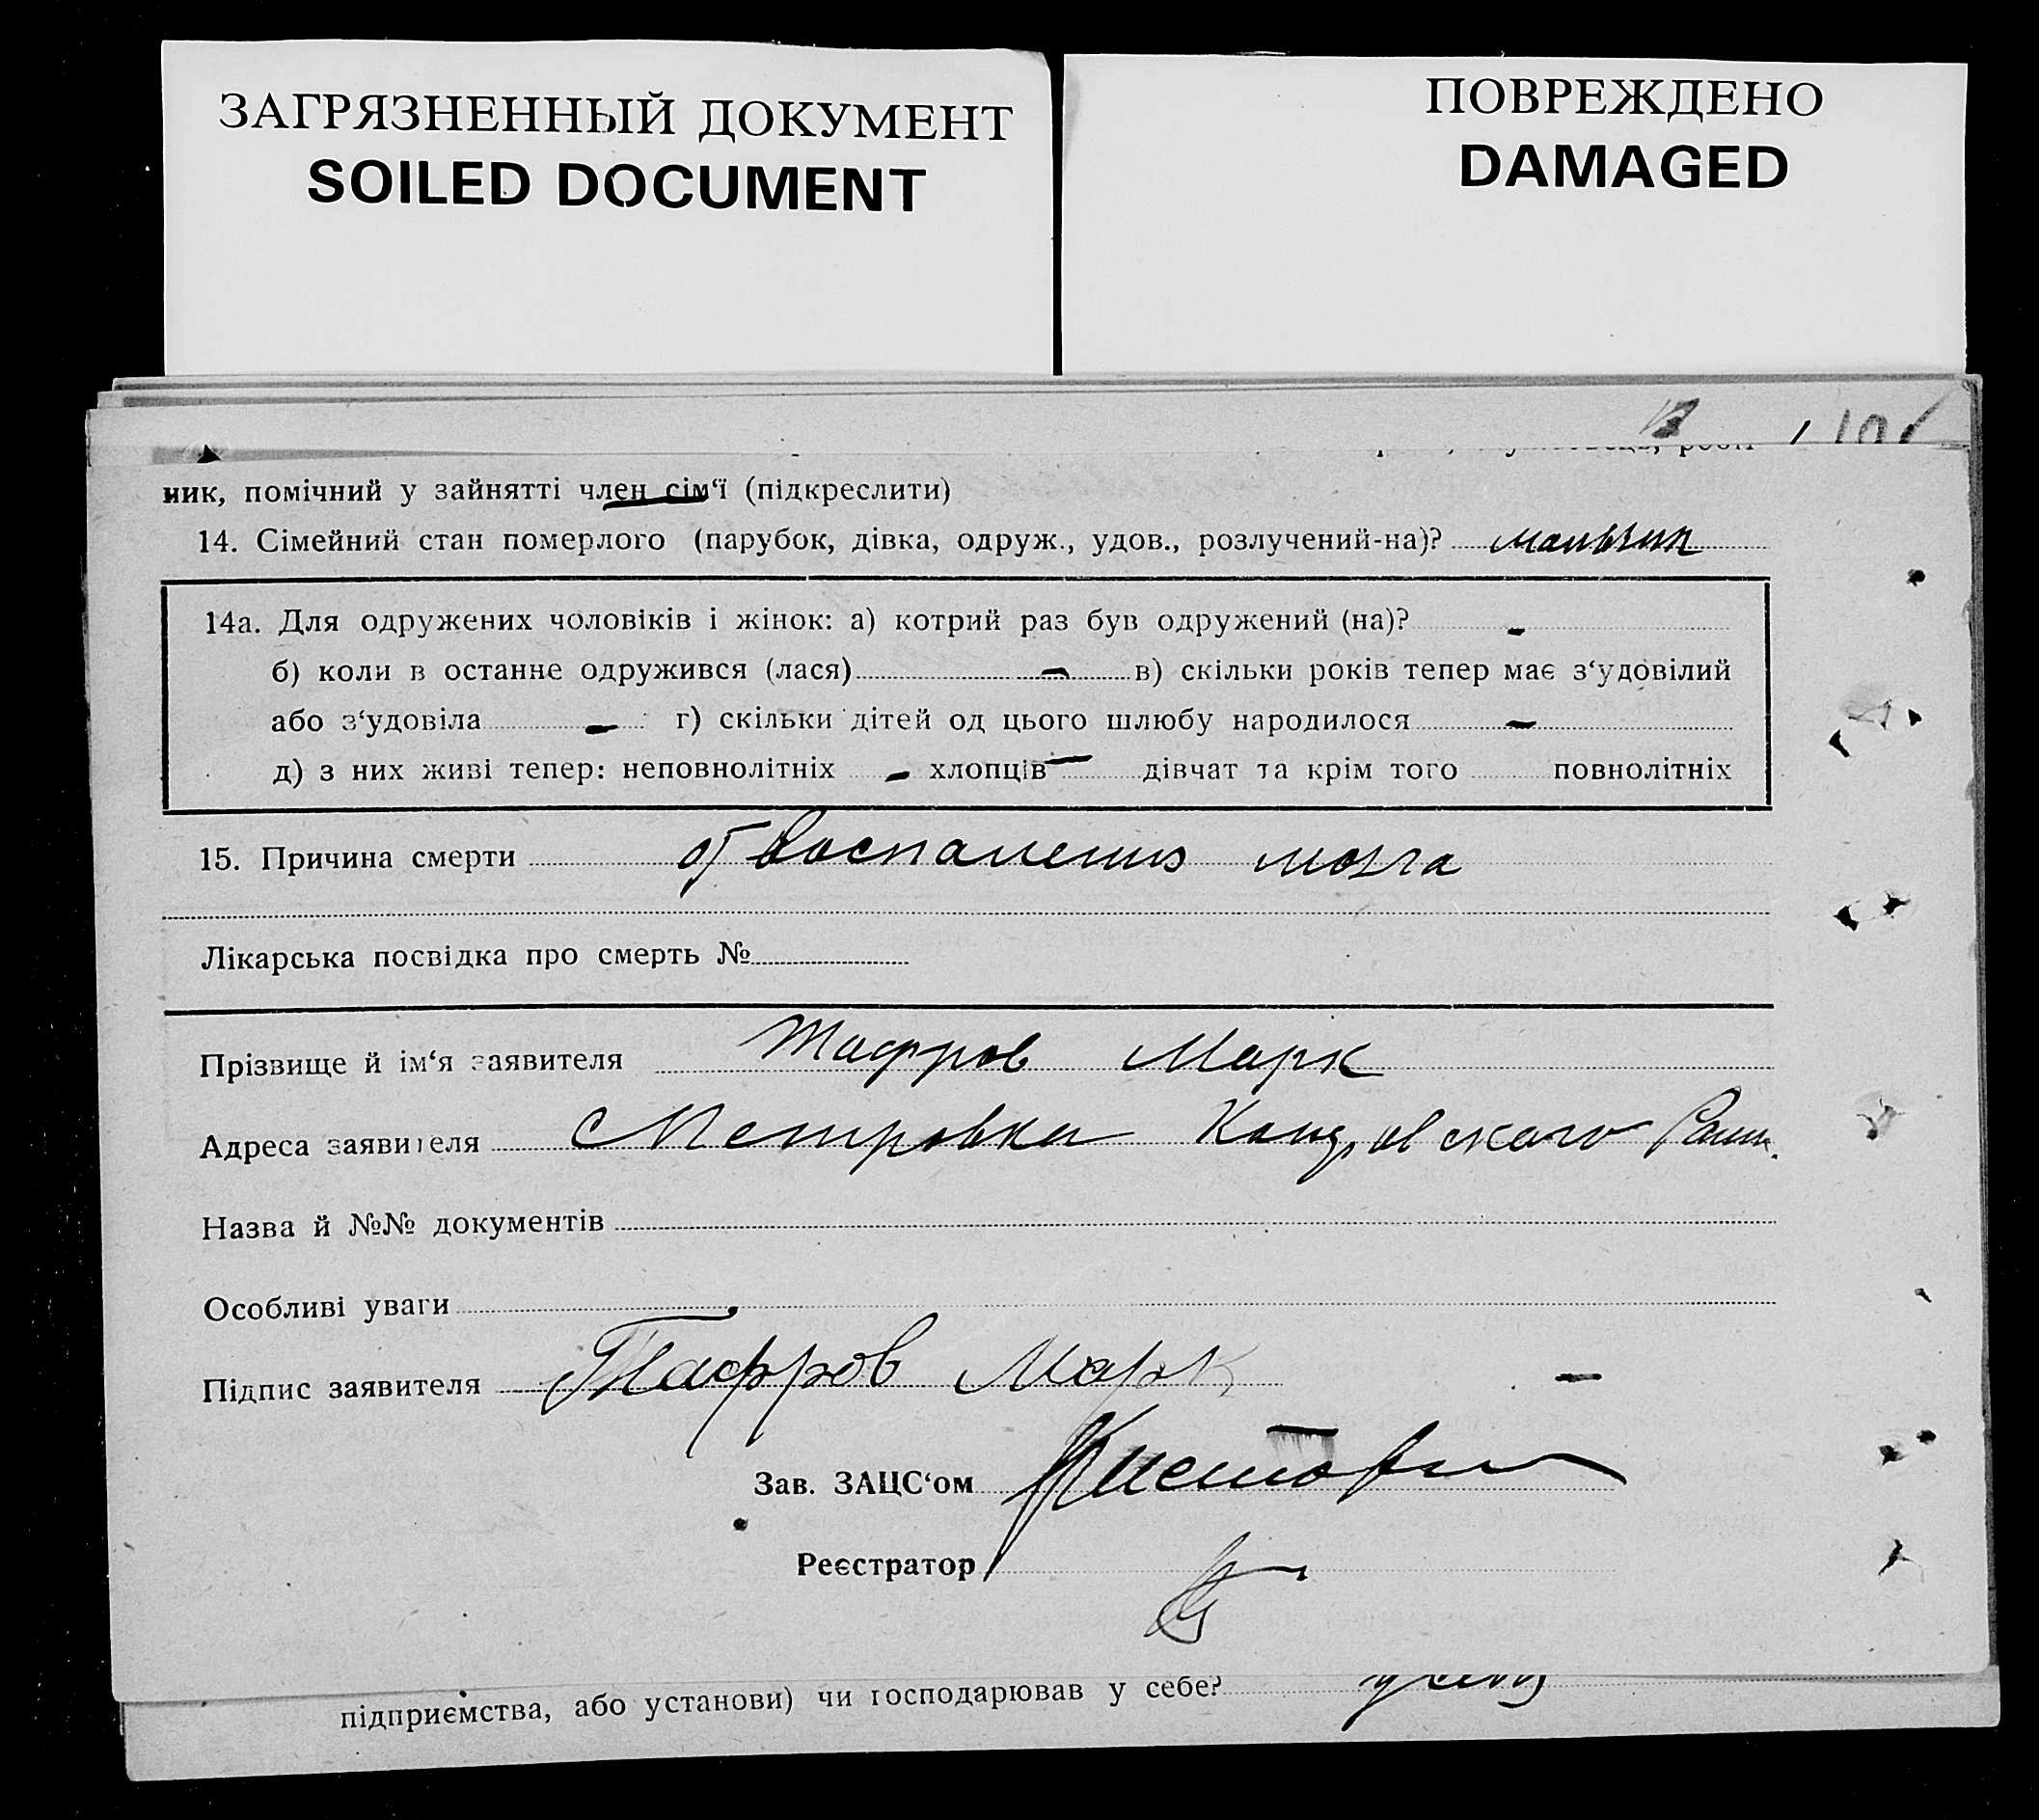 ЗАГРЯЗНЕННЫЙ ДОКУМЕНТ
SOILED DOCUMENT
ПОВРЕЖДЕНО
DAMAGED
ник, помічний у зайнятті член сім‘ї (підкреслити)
14. Сімейний стан померлого (парубок, дівка, одруж., удов., розлучений-на)? мальчик
14а. Для одружених чоловіків і жінок: а) котрий раз був одружений (на)? –
б) коли в останнє одружився (лася) – в) скільки років тепер має з‘удовілий
або з‘удовіла – г) скільки дітей од цього шлюбу народилося –
д) з них живі тепер: неповнолітніх – хлопців – дівчат та крім того повнолітніх
15. Причина смерти от воспаления мозга
Лікарська посвідка про смерть №
Прізвище й ім‘я заявителя Тафров Марк
Адреса заявителя с Петровка
Назва й №№ документів
Особливі уваги
Підпис заявителя Тафров Марк –
Зав. ЗАЦС‘ом
Реєстратор
підприємства, або установи) чи господарював у себе?